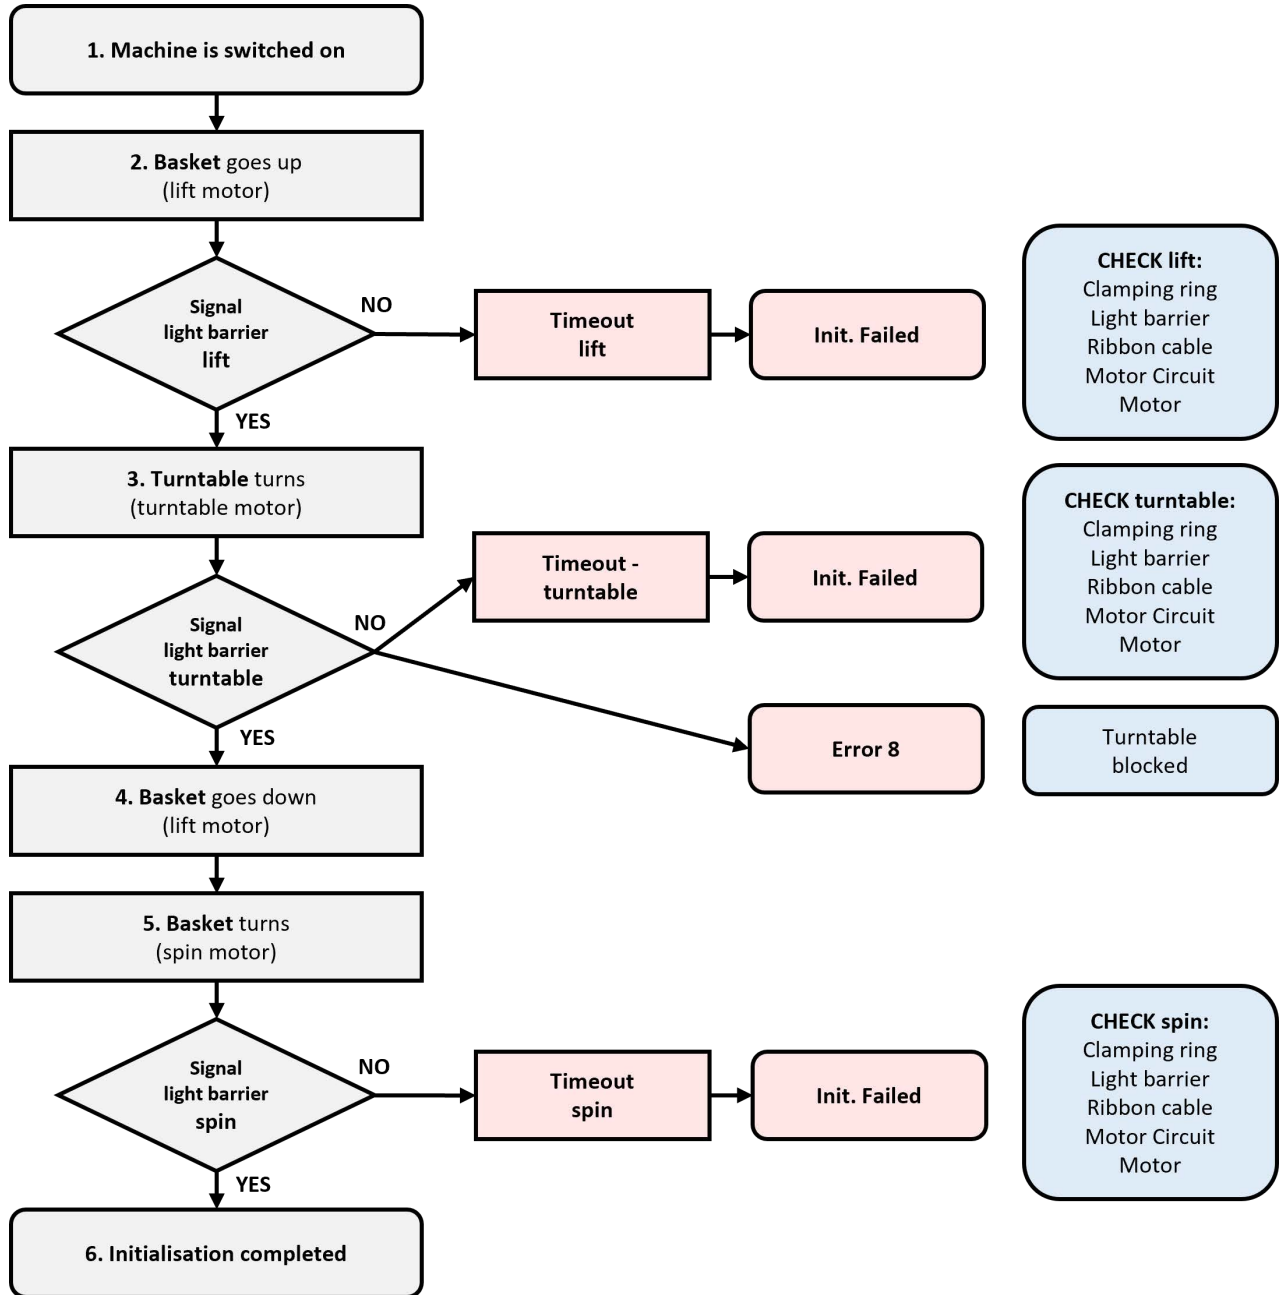 1. Machine is switched on
2. Basket goes up
(lift motor)
Signal
light barrier
lift
NO
Timeout
lift
Init. Failed
CHECK lift:
Clamping ring
Light barrier
Ribbon cable
Motor Circuit
Motor
YES
3. Turntable turns
(turntable motor)
Signal
light barrier
turntable
NO
Timeout -
turntable
Init. Failed
CHECK turntable:
Clamping ring
Light barrier
Ribbon cable
Motor Circuit
Motor
Error 8
Turntable
blocked
YES
4. Basket goes down
(lift motor)
5. Basket turns
(spin motor)
Signal
light barrier
spin
NO
Timeout
spin
Init. Failed
CHECK spin:
Clamping ring
Light barrier
Ribbon cable
Motor Circuit
Motor
YES
6. Initialisation completed